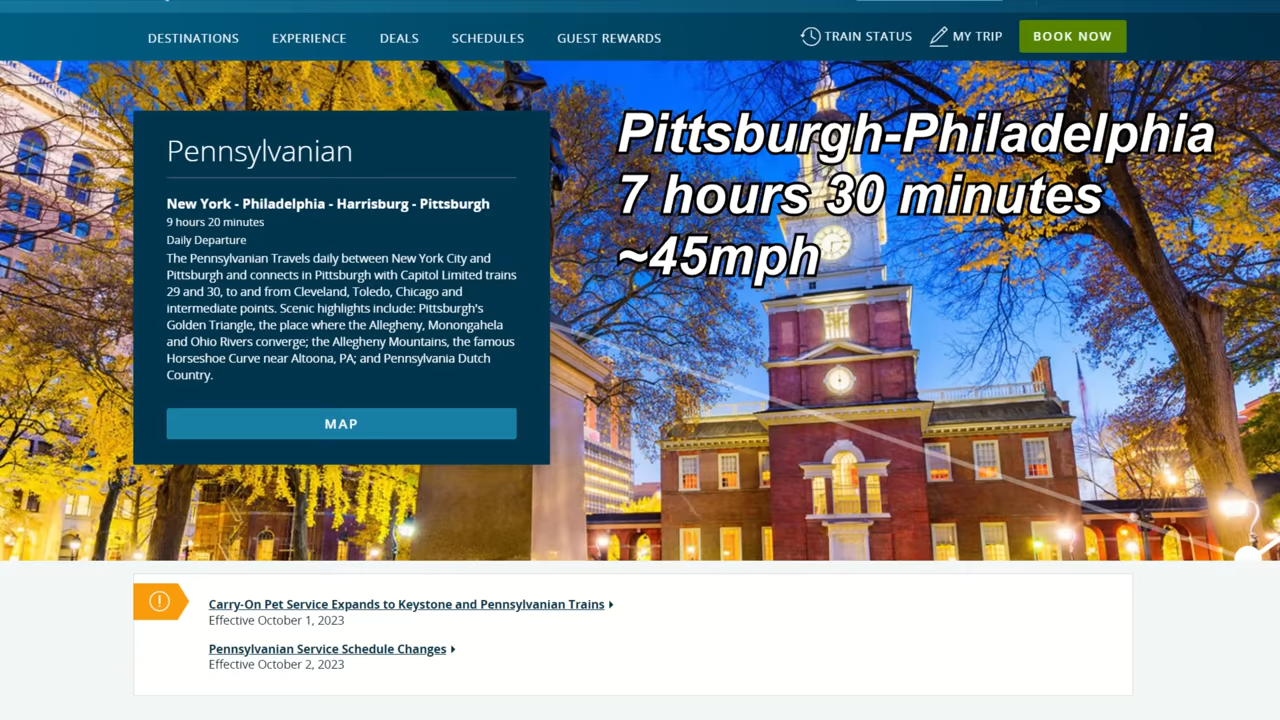 DESTINATIONS EXPERIENCE DEALS SCHEDULES GUEST REWARDS TRAIN STATUS MY TRIP BOOK NOW
Pennsylvanian
New York - Philadelphia - Harrisburg - Pittsburgh
9 hours 20 minutes
Daily Departure
The Pennsylvanian Travels daily between New York City and
Pittsburgh and connects in Pittsburgh with Capitol Limited trains
29 and 30, to and from Cleveland, Toledo, Chicago and
intermediate points. Scenic highlights include: Pittsburgh's
Golden Triangle, the place where the Allegheny, Monongahela
and Ohio Rivers converge; the Allegheny Mountains, the famous
Horseshoe Curve near Altoona, PA; and Pennsylvania Dutch
Country.
MAP
Pittsburgh-Philadelphia
7 hours 30 minutes
~45mph
Carry-On Pet Service Expands to Keystone and Pennsylvanian Trains
Effective October 1, 2023
Pennsylvanian Service Schedule Changes
Effective October 2, 2023